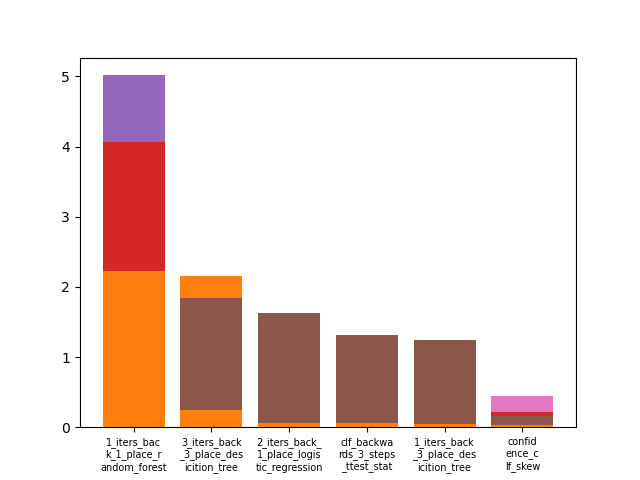 5
4
3
2
1
0
1_iters_bac
k_1_place_r
andom_forest
3_iters_back
_3_place_des
icition_tree
2_iters_back_
1_place_logis
tic_regression
clf_backwa
rds_3_steps
_ttest_stat
1_iters_back
_3_place_des
icition_tree
confid
ence_c
lf_skew